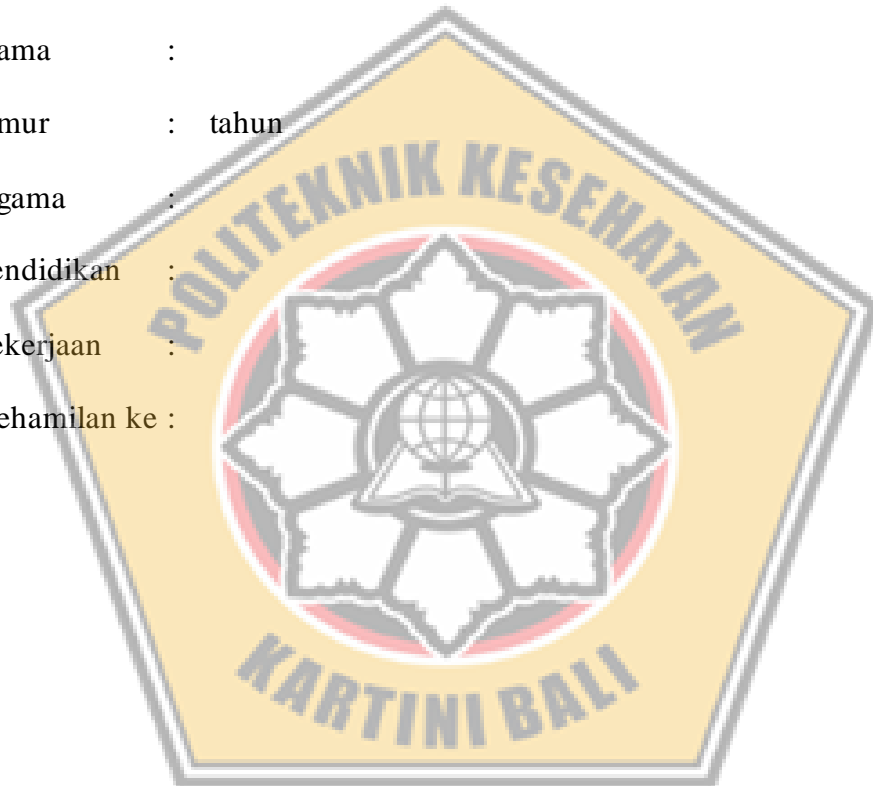 ama :
mur : tahun
gama :
endidikan :
ekerjaan :
ehamilan ke :
POLITEKNIK KESEHATAN
KARTINI BALI